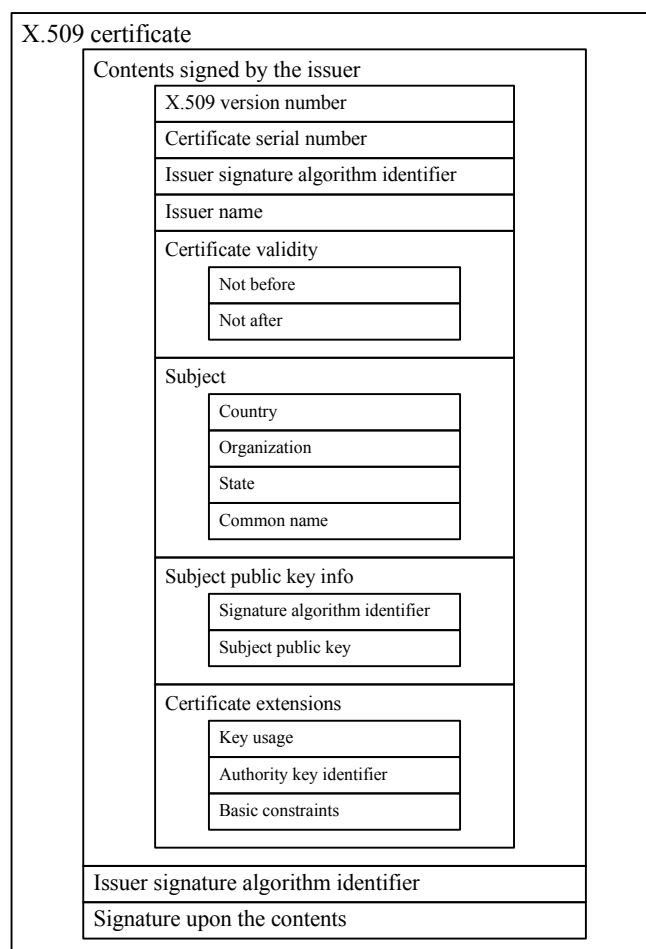 X.509 certificate
Contents signed by the issuer
X.509 version number
Certificate serial number
Issuer signature algorithm identifier
Issuer name
Certificate validity
Not before
Not after
Subject
Country
Organization
State
Common name
Subject public key info
Signature algorithm identifier
Subject public key
Certificate extensions
Key usage
Authority key identifier
Basic constraints
Issuer signature algorithm identifier
Signature upon the contents